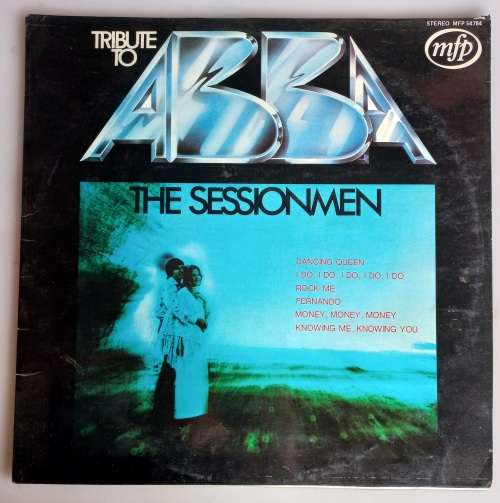 STEREO MFP 54784
mfp
TRIBUTE
TO
ABBA
THE SESSIONMEN
DANCING QUEEN
I DO, I DO, I DO, I DO, I DO
ROCK ME
FERNANDO
MONEY, MONEY, MONEY
KNOWING ME, KNOWING YOU